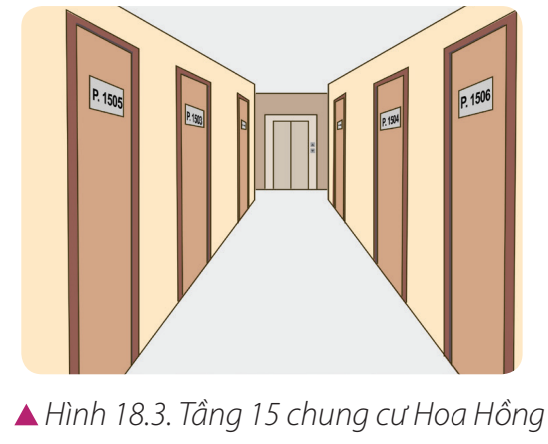 P. 1505
P. 1503
P. 1504
P. 1506
▲ Hình 18.3. Tầng 15 chung cư Hoa Hồng